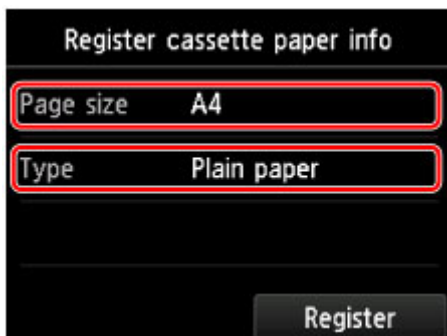 Register cassette paper info
Page size A4
Type Plain paper
Register